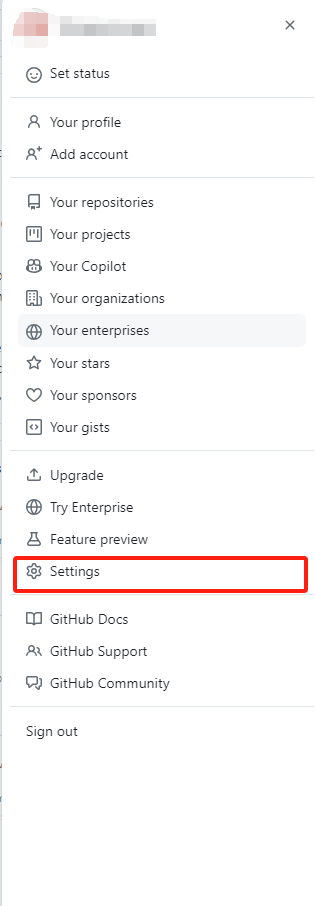 Set status
Your profile
Add account
Your repositories
Your projects
Your Copilot
Your organizations
Your enterprises
Your stars
Your sponsors
Your gists
Upgrade
Try Enterprise
Feature preview
Settings
GitHub Docs
GitHub Support
GitHub Community
Sign out